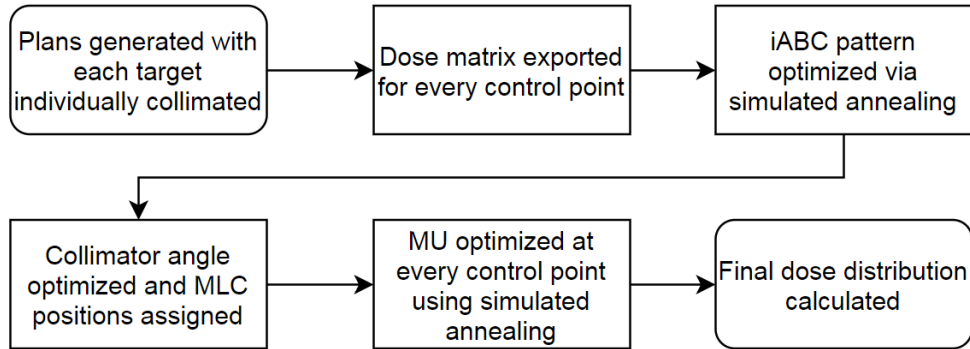 Plans generated with
each target
individually collimated
Dose matrix exported
for every control point
iABC pattern
optimized via
simulated annealing
Collimator angle
optimized and MLC
positions assigned
MU optimized at
every control point
using simulated
annealing
Final dose distribution
calculated